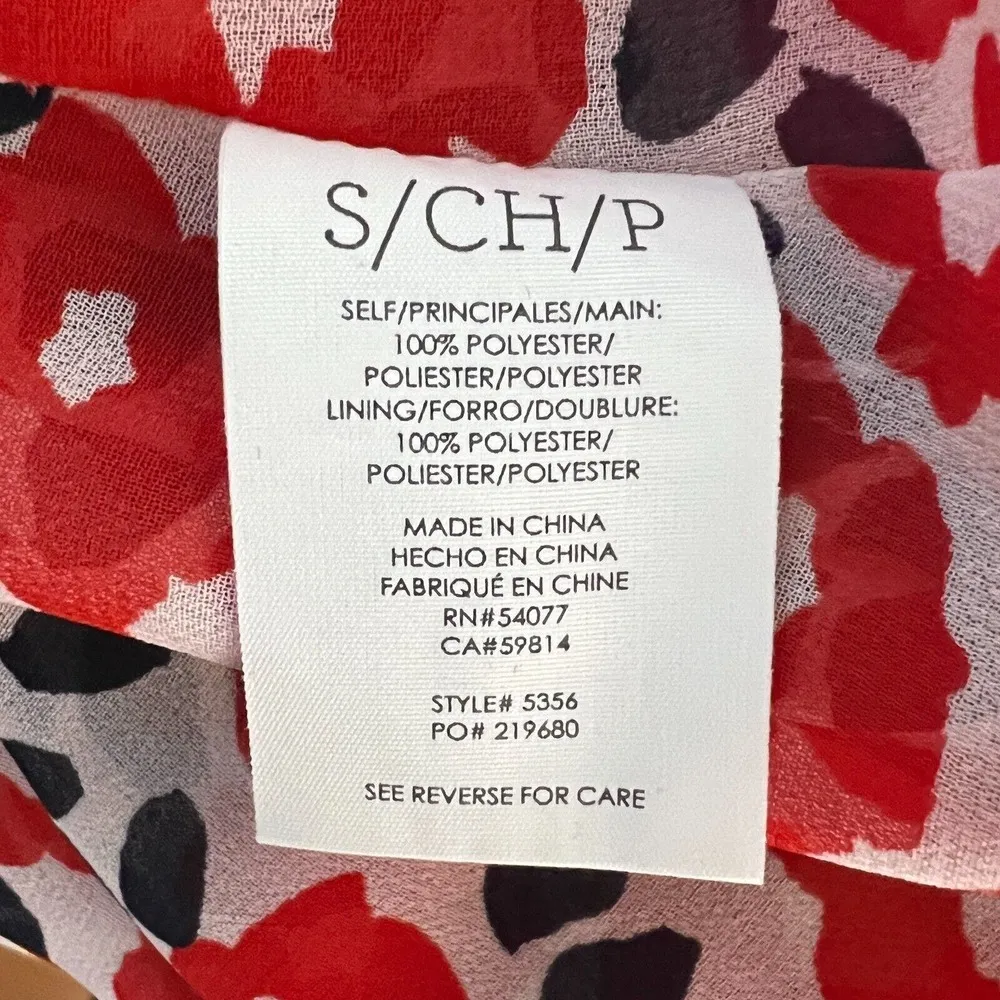 S/CH/P
SELF/PRINCIPALES/MAIN:
100% POLYESTER/
POLIESTER/POLYESTER
LINING/FORRO/DOUBLURE:
100% POLYESTER/
POLIESTER/POLYESTER
MADE IN CHINA
HECHO EN CHINA
FABRIQUÉ EN CHINE
RN#54077
CA#59814
STYLE# 5356
PO# 219680
SEE REVERSE FOR CARE